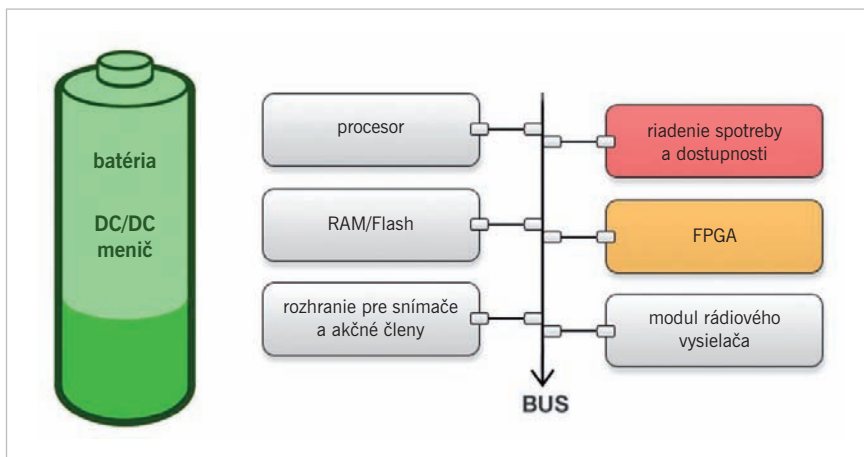 batéria
DC/DC
menič
procesor
RAM/Flash
rozhranie pre snímače
a akčné členy
riadenie spotreby
a dostupnosti
FPGA
modul rádiového
vysielača
BUS